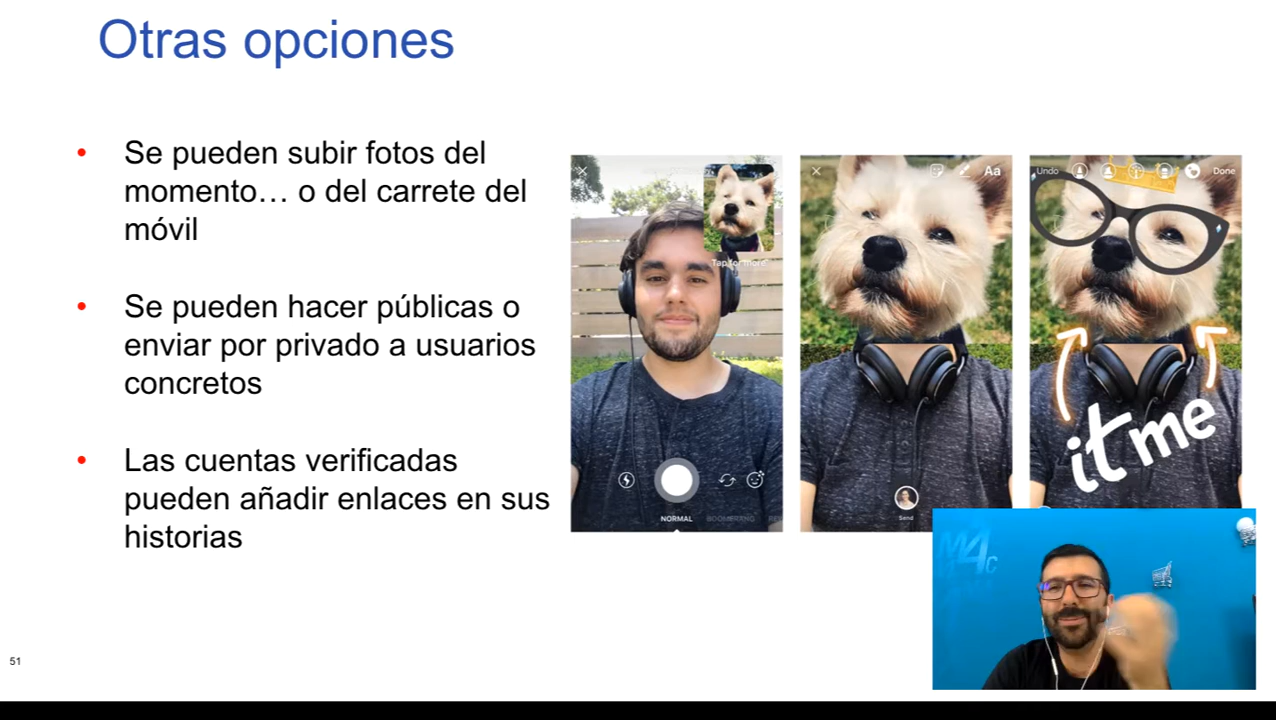 Otras opciones
• Se pueden subir fotos del
momento… o del carrete del
móvil
• Se pueden hacer públicas o
enviar por privado a usuarios
concretos
• Las cuentas verificadas
pueden añadir enlaces en sus
historias
Tap for more
NORMAL
BOOMERANG
Aa
Send
Undo
Done
it me
M4c
51